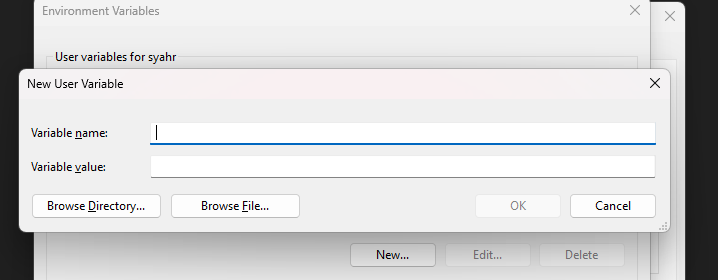 Environment Variables
User variables for syahr
New User Variable
Variable name:
Variable value:
Browse Directory...
Browse File...
OK
Cancel
New...
Edit...
Delete